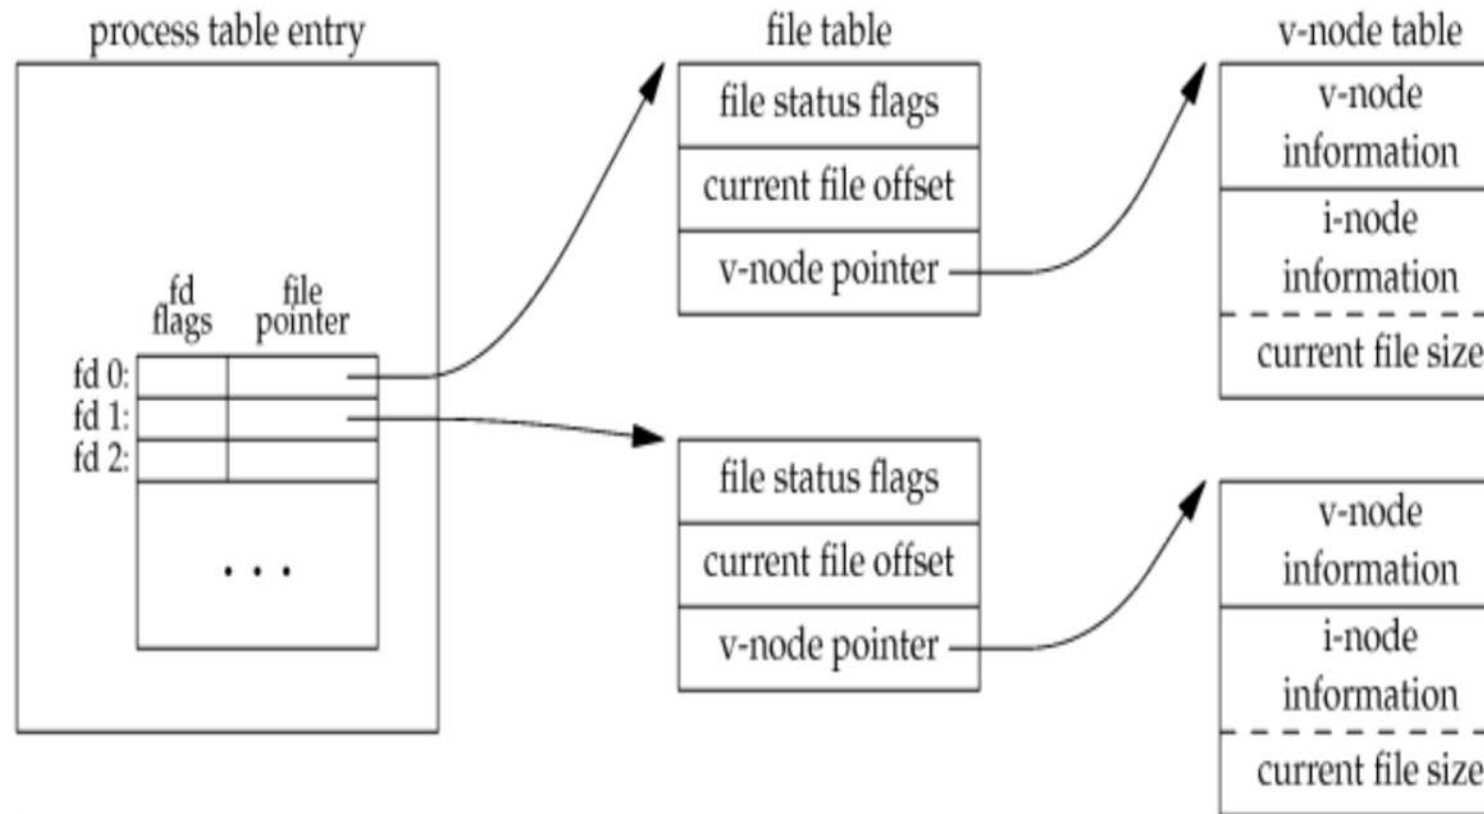 process table entry
fd
flags
file
pointer
fd 0:
fd 1:
fd 2:
. . .
file table
file status flags
current file offset
v-node pointer
file status flags
current file offset
v-node pointer
v-node table
v-node
information
i-node
information
current file size
v-node
information
i-node
information
current file size